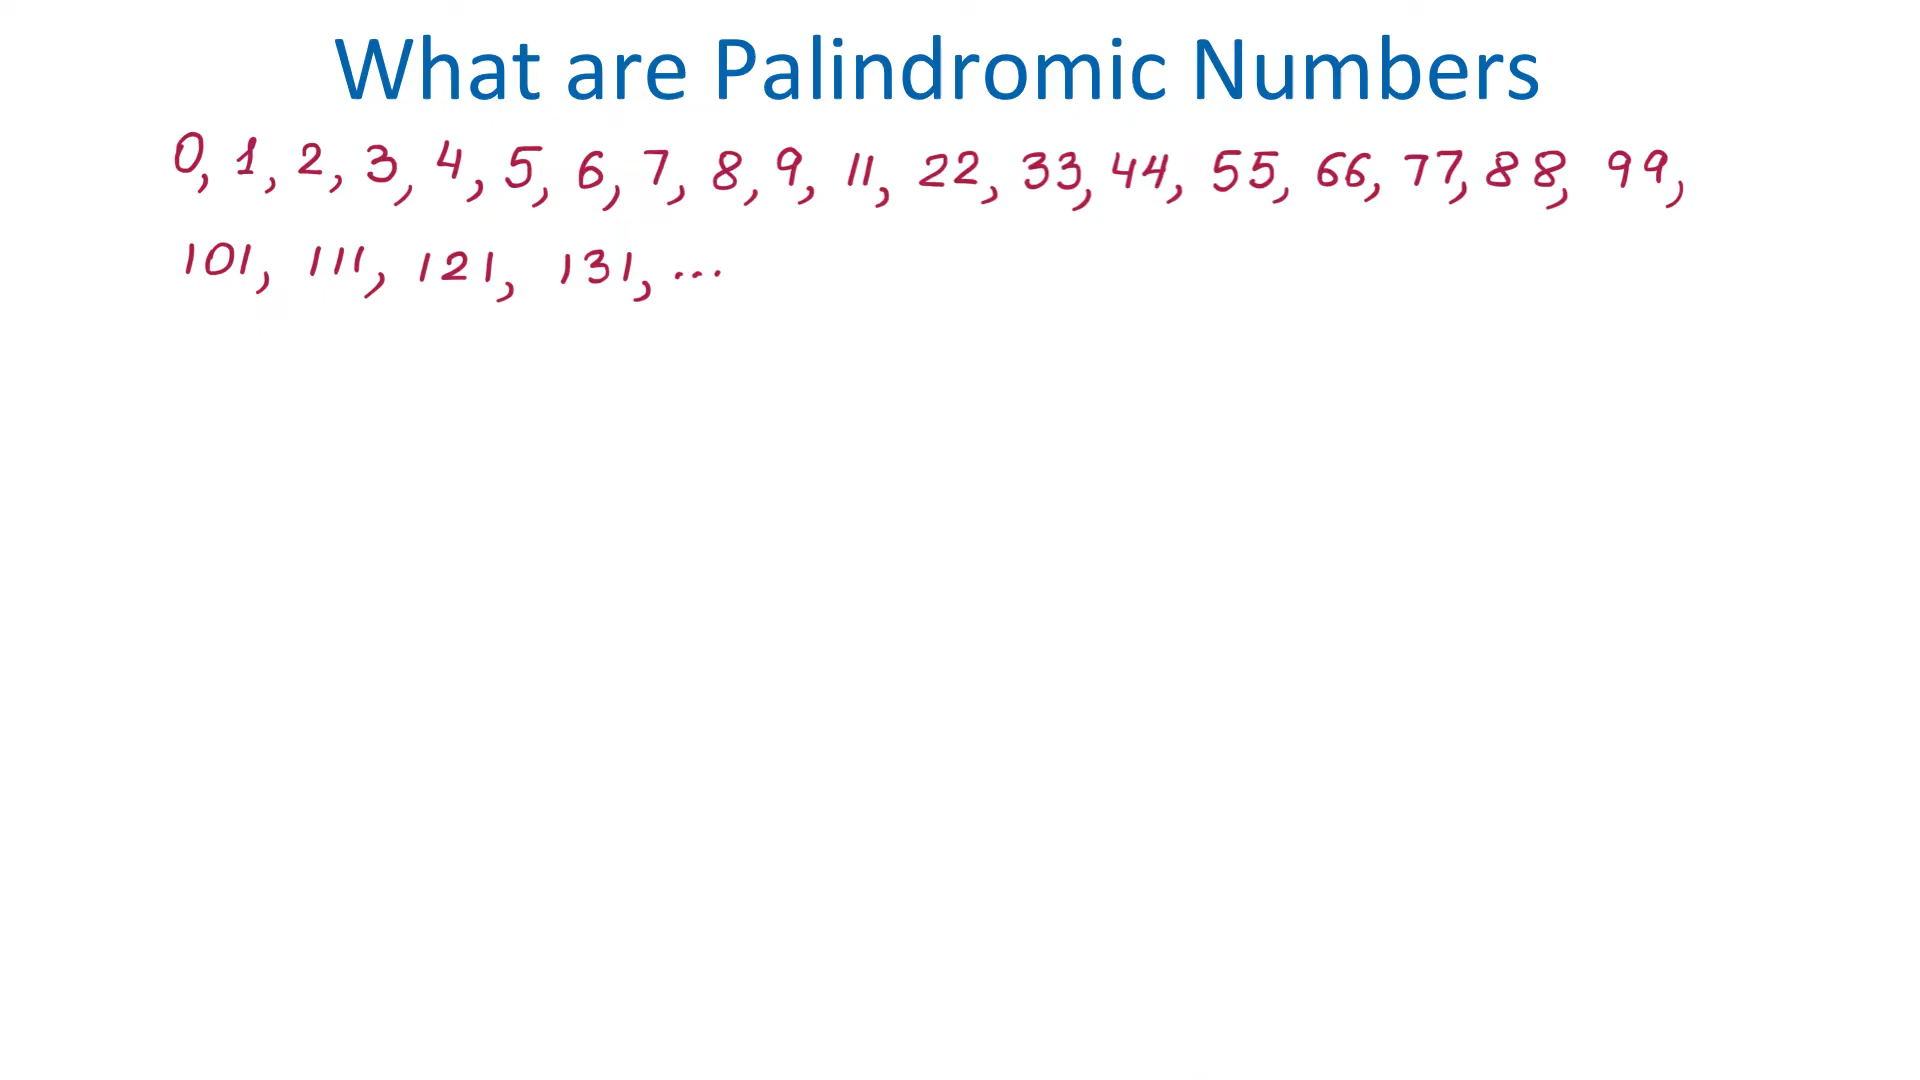 What are Palindromic Numbers
0, 1, 2, 3, 4, 5, 6, 7, 8, 9, 11, 22, 33, 44, 55, 66, 77, 88, 99,
101, 111, 121, 131, ...